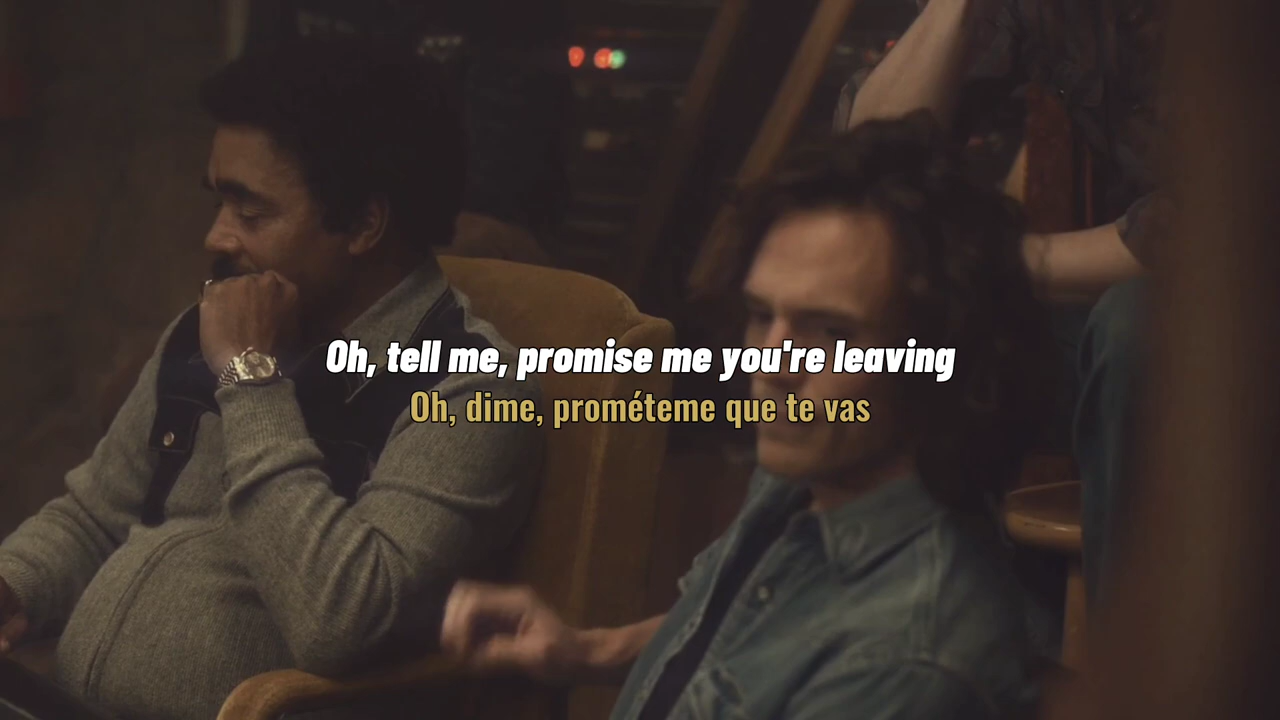 Oh, tell me, promise me you're leaving
Oh, dime, prométeme que te vas